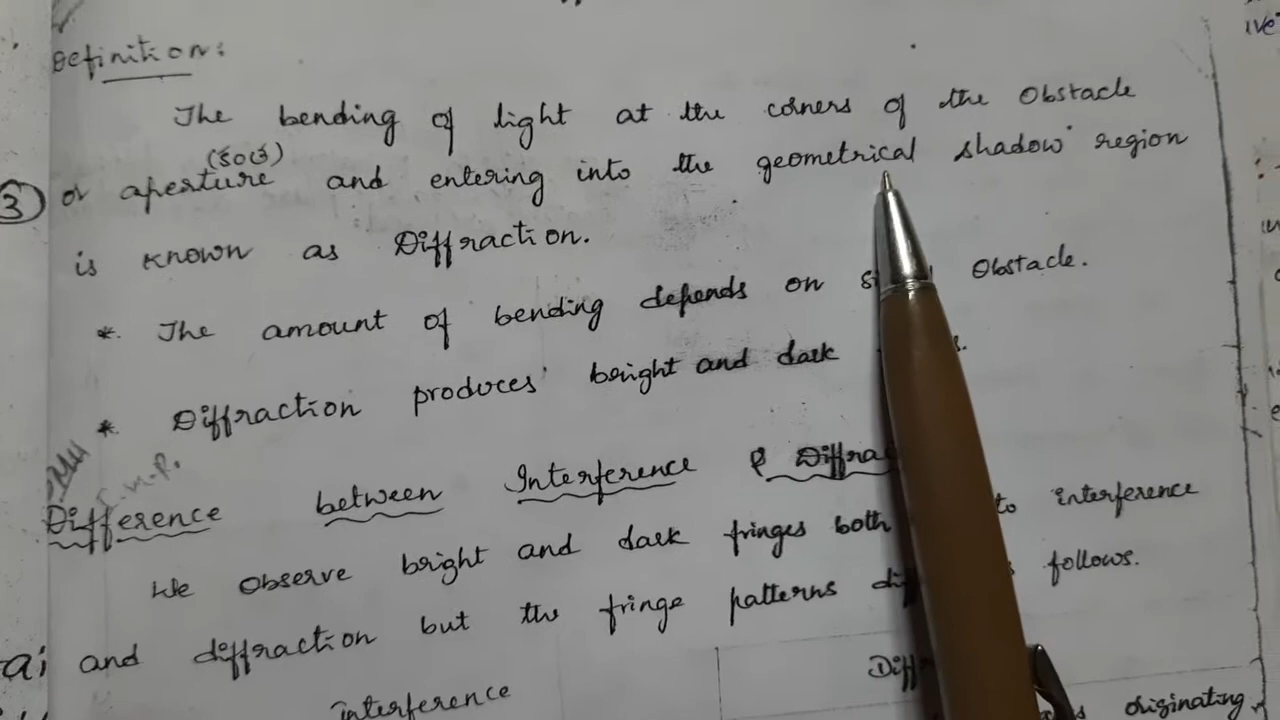 Definition:
The bending of light at the corners of the obstacle
(రంధ్రం)
③ or aperture and entering into the geometrical shadow region
is known as Diffraction.
* The amount of bending depends on obstacle.
* Diffraction produces bright and dark
Difference between Interference & Diffrac
We observe bright and dark fringes both to interference
and diffraction but the fringe patterns follows.
interference Diff
originating